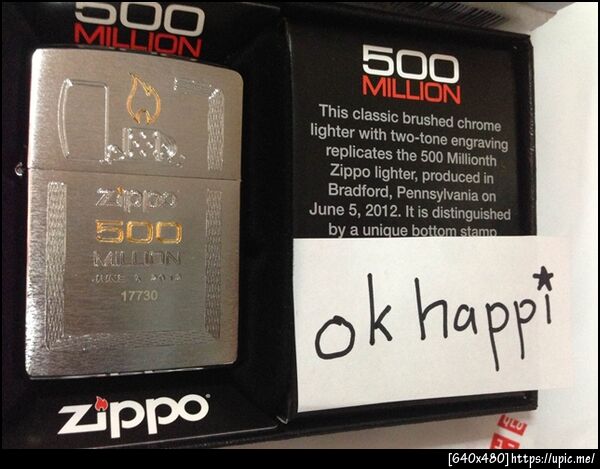 500
MILLION
zippo
500
MILLION
JUNE 5, 2012
17730
zippo
500
MILLION
This classic brushed chrome
lighter with two-tone engraving
replicates the 500 Millionth
Zippo lighter, produced in
Bradford, Pennsylvania on
June 5, 2012. It is distinguished
by a unique bottom stamp
ok happi
[640x480]https://upic.me/